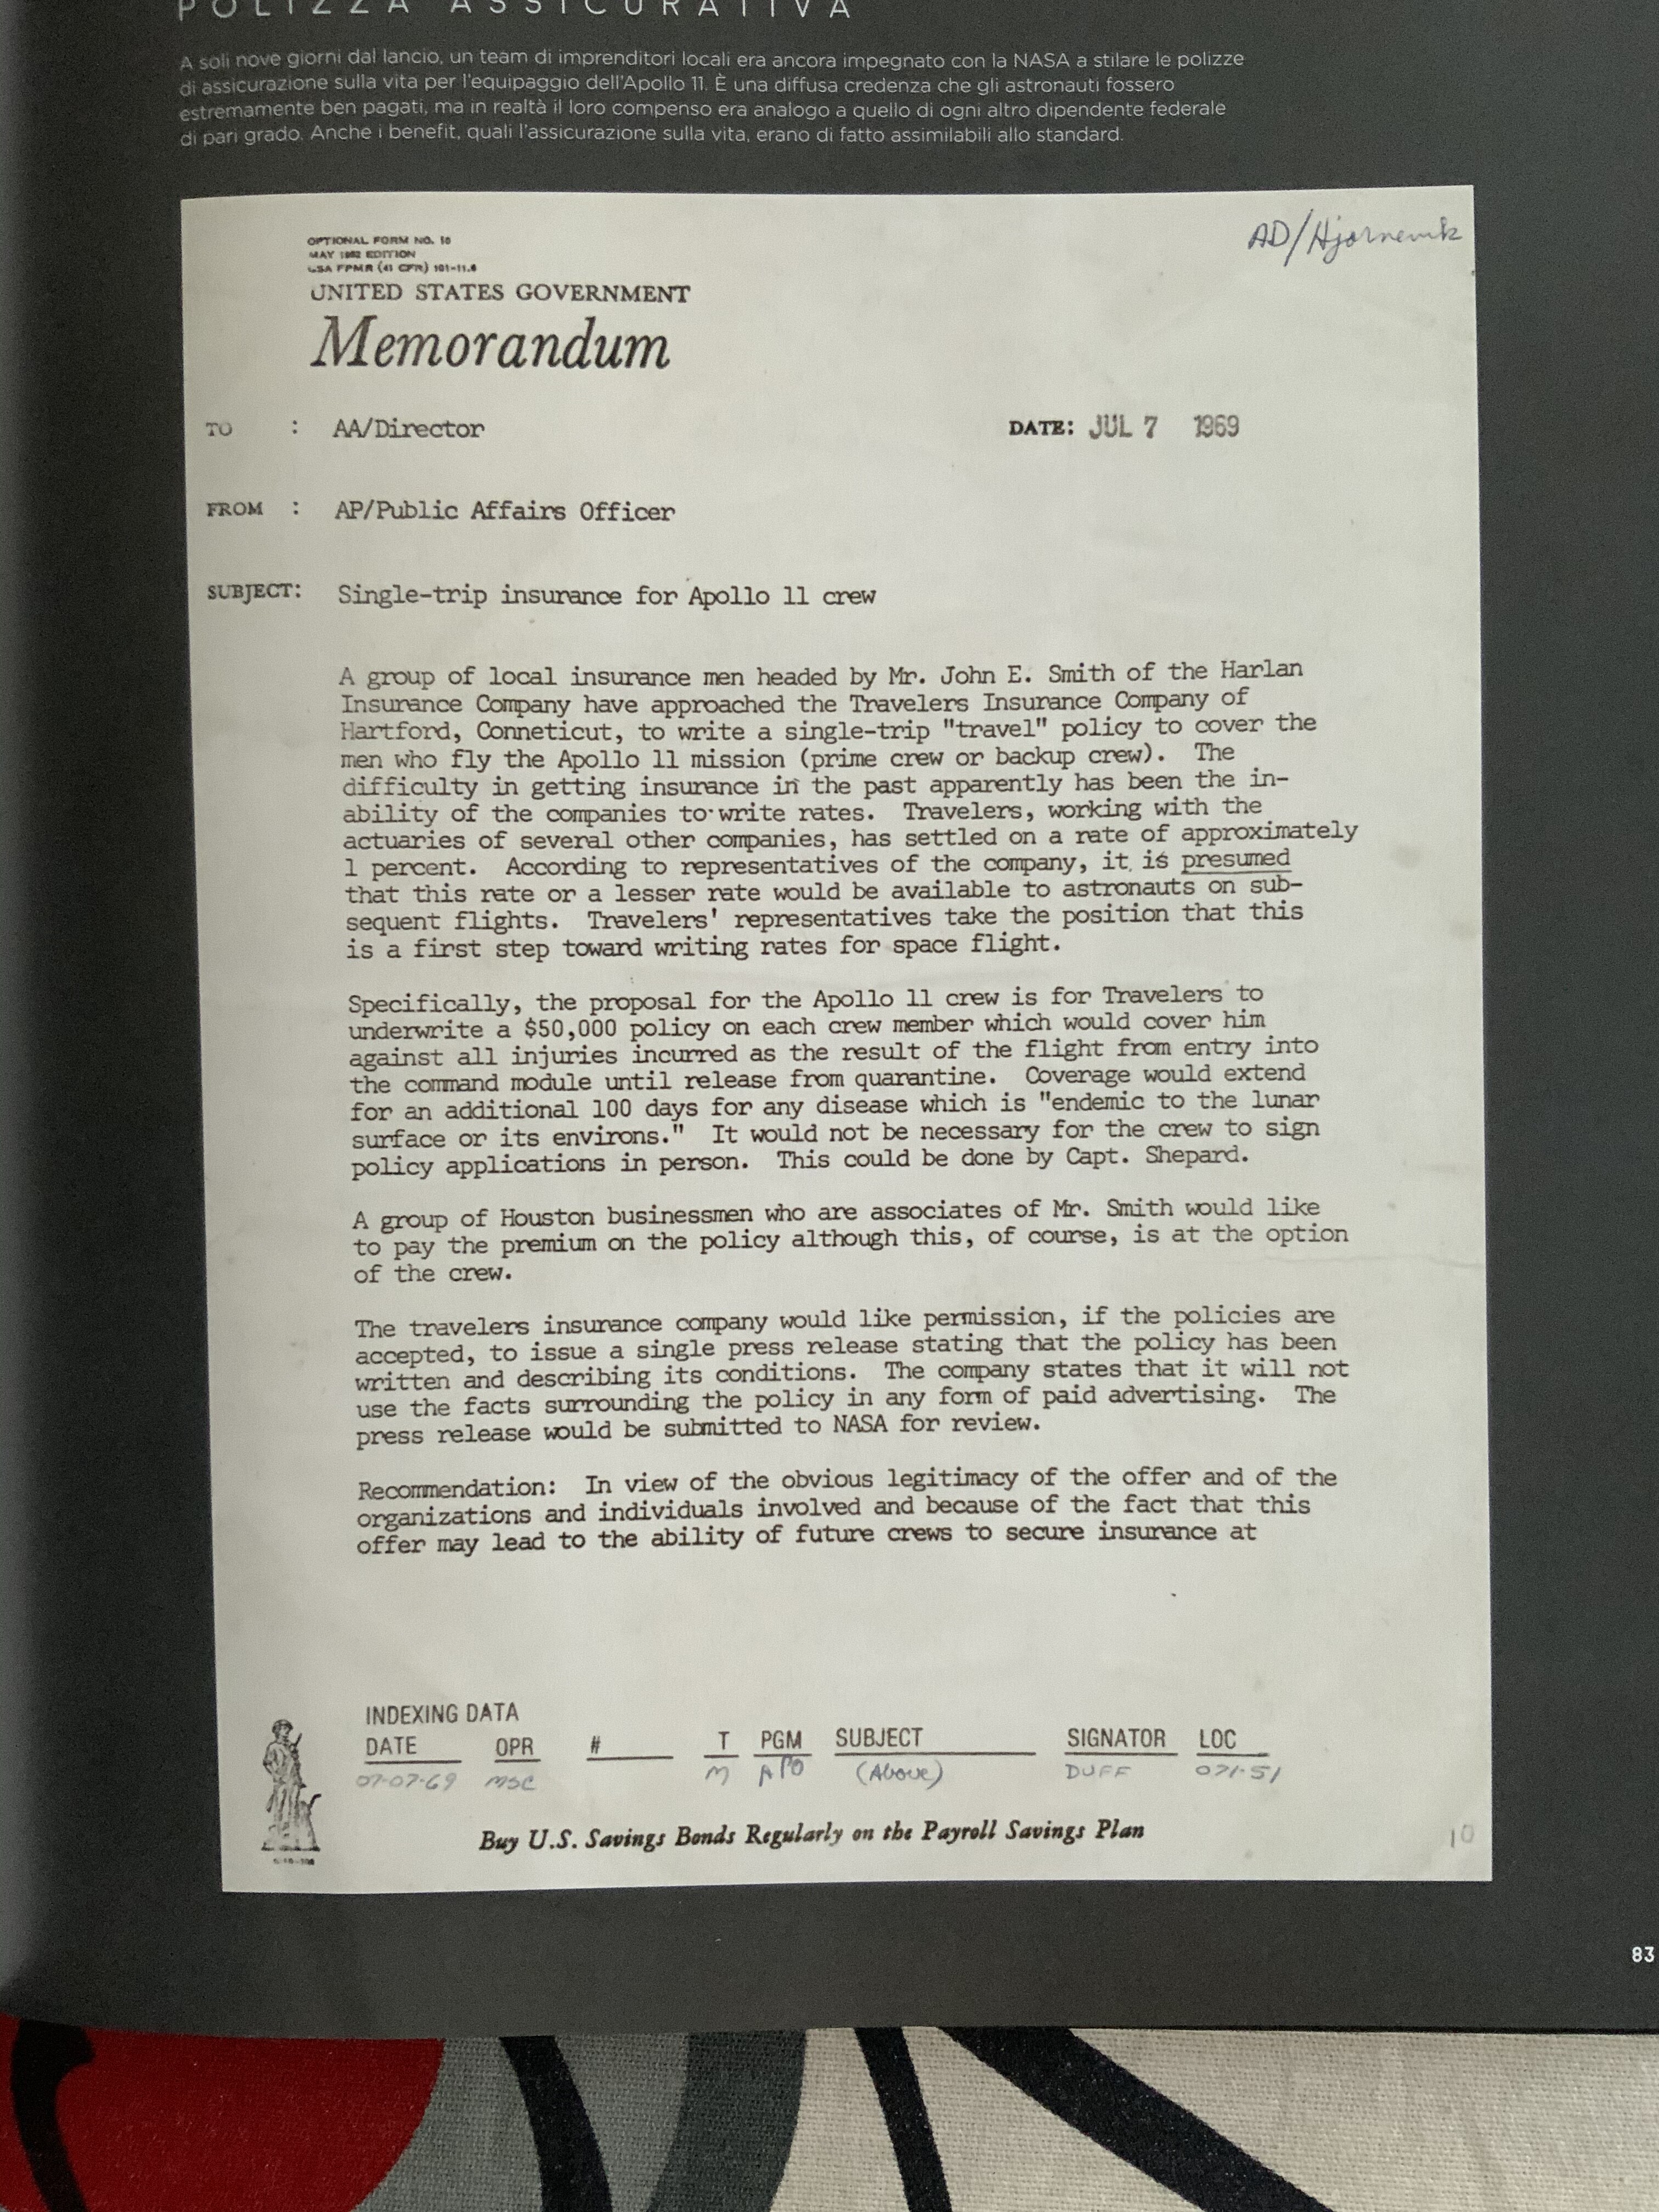 POLIZZA ASSICURATIVA
A soli nove giorni dal lancio, un team di imprenditori locali era ancora impegnato con la NASA a stilare le polizze
di assicurazione sulla vita per l'equipaggio dell'Apollo 11. È una diffusa credenza che gli astronauti fossero
estremamente ben pagati, ma in realtà il loro compenso era analogo a quello di ogni altro dipendente federale
di pari grado. Anche i benefit, quali l'assicurazione sulla vita, erano di fatto assimilabili allo standard.
AD/Hjornevik
OPTIONAL FORM NO. 10
MAY 1962 EDITION
GSA FPMR (41 CFR) 101-11.6
UNITED STATES GOVERNMENT
Memorandum
TO : AA/Director DATE: JUL 7 1969
FROM : AP/Public Affairs Officer
SUBJECT: Single-trip insurance for Apollo 11 crew
A group of local insurance men headed by Mr. John E. Smith of the Harlan
Insurance Company have approached the Travelers Insurance Company of
Hartford, Conneticut, to write a single-trip "travel" policy to cover the
men who fly the Apollo 11 mission (prime crew or backup crew). The
difficulty in getting insurance in the past apparently has been the in-
ability of the companies to write rates. Travelers, working with the
actuaries of several other companies, has settled on a rate of approximately
1 percent. According to representatives of the company, it is presumed
that this rate or a lesser rate would be available to astronauts on sub-
sequent flights. Travelers' representatives take the position that this
is a first step toward writing rates for space flight.
Specifically, the proposal for the Apollo 11 crew is for Travelers to
underwrite a $50,000 policy on each crew member which would cover him
against all injuries incurred as the result of the flight from entry into
the command module until release from quarantine. Coverage would extend
for an additional 100 days for any disease which is "endemic to the lunar
surface or its environs." It would not be necessary for the crew to sign
policy applications in person. This could be done by Capt. Shepard.
A group of Houston businessmen who are associates of Mr. Smith would like
to pay the premium on the policy although this, of course, is at the option
of the crew.
The travelers insurance company would like permission, if the policies are
accepted, to issue a single press release stating that the policy has been
written and describing its conditions. The company states that it will not
use the facts surrounding the policy in any form of paid advertising. The
press release would be submitted to NASA for review.
Recommendation: In view of the obvious legitimacy of the offer and of the
organizations and individuals involved and because of the fact that this
offer may lead to the ability of future crews to secure insurance at
INDEXING DATA
DATE OPR # T PGM SUBJECT SIGNATOR LOC
07-07-69 MSC M APO (Above) DUFF 071-51
Buy U.S. Savings Bonds Regularly on the Payroll Savings Plan
10
83